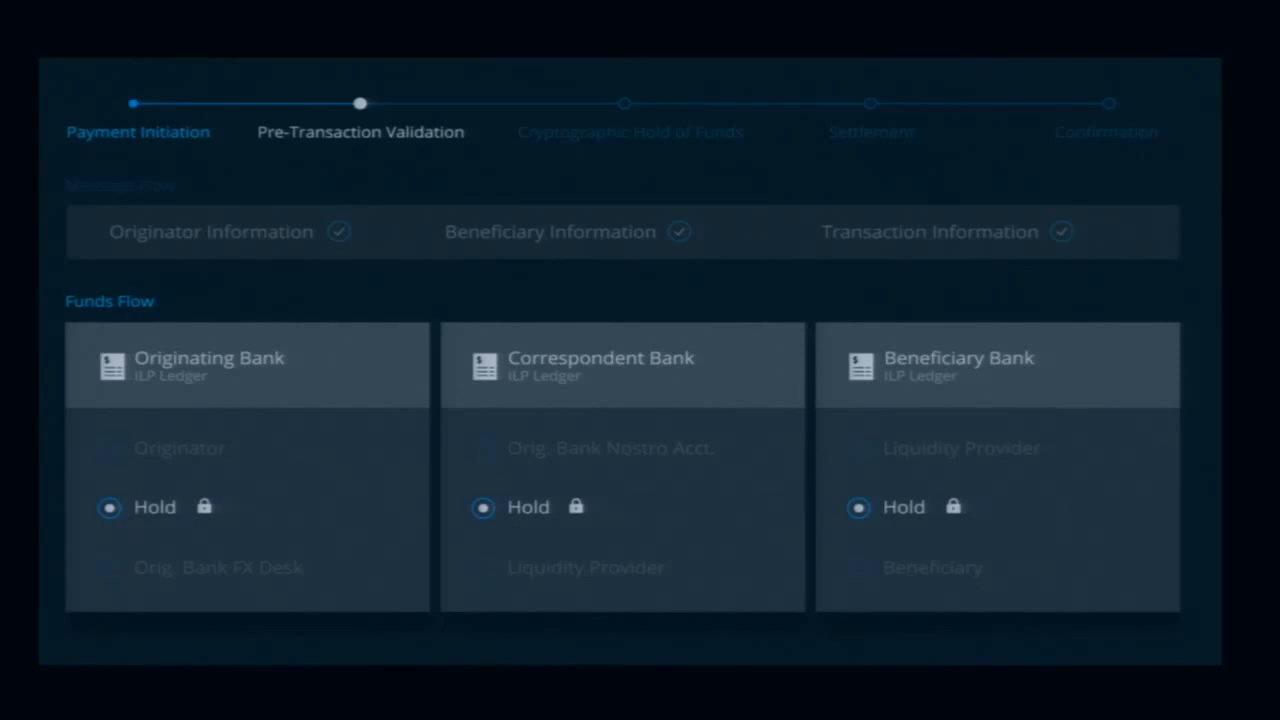 Payment Initiation Pre-Transaction Validation Cryptographic Hold of Funds Settlement Confirmation
Message Flow
Originator Information Beneficiary Information Transaction Information
Funds Flow
Originating Bank
ILP Ledger
Originator
Hold
Orig. Bank FX Desk
Correspondent Bank
ILP Ledger
Orig. Bank Nostro Acct.
Hold
Liquidity Provider
Beneficiary Bank
ILP Ledger
Liquidity Provider
Hold
Beneficiary